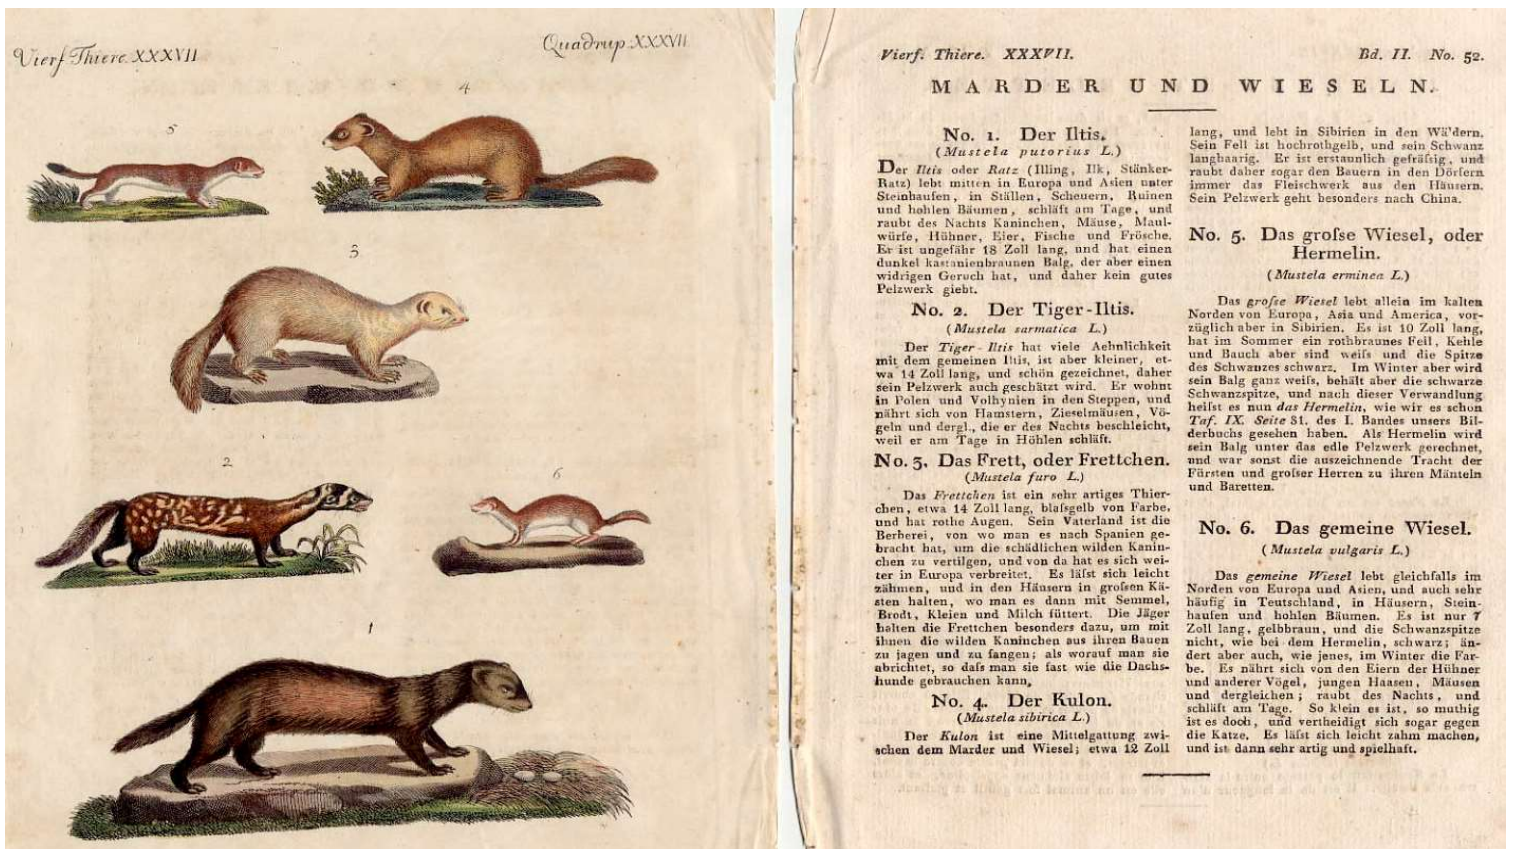 Vierf. Thiere. XXXVII
Quadrup. XXXVII
4
5
3
2
6
1
Vierf. Thiere. XXXVII.
Bd. II. No. 52.
MARDER UND WIESELN.
No. 1. Der Iltis.
(Mustela putorius L.)
Der Iltis oder Ratz (Illing, Ilk, Stänker-
Ratz) lebt mitten in Europa und Asien unter
Steinhaufen, in Ställen, Scheuern, Ruinen
und hohlen Bäumen, schläft am Tage, und
raubt des Nachts Kaninchen, Mäuse, Maul-
würfe, Hühner, Eier, Fische und Frösche.
Er ist ungefähr 18 Zoll lang, und hat einen
dunkel kastanienbraunen Balg, der aber einen
widrigen Geruch hat, und daher kein gutes
Pelzwerk giebt.
No. 2. Der Tiger-Iltis.
(Mustela sarmatica L.)
Der Tiger-Iltis hat viele Aehnlichkeit
mit dem gemeinen Iltis, ist aber kleiner, et-
wa 14 Zoll lang, und schön gezeichnet, daher
sein Pelzwerk auch geschätzt wird. Er wohnt
in Polen und Volhynien in den Steppen, und
nährt sich von Hamstern, Zieselmäusen, Vö-
geln und dergl., die er des Nachts beschleicht,
weil er am Tage in Höhlen schläft.
No. 3. Das Frett, oder Frettchen.
(Mustela furo L.)
Das Frettchen ist ein sehr artiges Thier-
chen, etwa 14 Zoll lang, blaſsgelb von Farbe,
und hat rothe Augen. Sein Vaterland ist die
Berberei, von wo man es nach Spanien ge-
bracht hat, um die schädlichen wilden Kanin-
chen zu vertilgen, und von da hat es sich wei-
ter in Europa verbreitet. Es läſst sich leicht
zähmen, und in den Häusern in groſsen Kä-
sten halten, wo man es dann mit Semmel,
Brodt, Kleien und Milch füttert. Die Jäger
halten die Frettchen besonders dazu, um mit
ihnen die wilden Kaninchen aus ihren Bauen
zu jagen und zu fangen; als worauf man sie
abrichtet, so daſs man sie fast wie die Dachs-
hunde gebrauchen kann.
No. 4. Der Kulon.
(Mustela sibirica L.)
Der Kulon ist eine Mittelgattung zwi-
schen dem Marder und Wiesel; etwa 12 Zoll
lang, und lebt in Sibirien in den Wäldern.
Sein Fell ist hochrothgelb, und sein Schwanz
langhaarig. Er ist erstaunlich gefräſsig, und
raubt daher sogar den Bauern in den Dörfern
immer das Fleischwerk aus den Häusern.
Sein Pelzwerk geht besonders nach China.
No. 5. Das groſse Wiesel, oder
Hermelin.
(Mustela erminea L.)
Das groſse Wiesel lebt allein im kalten
Norden von Europa, Asia und America, vor-
züglich aber in Sibirien. Es ist 10 Zoll lang,
hat im Sommer ein rothbraunes Fell, Kehle
und Bauch aber sind weiſs und die Spitze
des Schwanzes schwarz. Im Winter aber wird
sein Balg ganz weiſs, behält aber die schwarze
Schwanzspitze, und nach dieser Verwandlung
heiſst es nun das Hermelin, wie wir es schon
Taf. IX. Seite 81. des I. Bandes unsers Bil-
derbuchs gesehen haben. Als Hermelin wird
sein Balg unter das edle Pelzwerk gerechnet,
und war sonst die auszeichnende Tracht der
Fürsten und groſser Herren zu ihren Mänteln
und Baretten.
No. 6. Das gemeine Wiesel.
(Mustela vulgaris L.)
Das gemeine Wiesel lebt gleichfalls im
Norden von Europa und Asien, und auch sehr
häufig in Teutschland, in Häusern, Stein-
haufen und hohlen Bäumen. Es ist nur 7
Zoll lang, gelbbraun, und die Schwanzspitze
nicht, wie bei dem Hermelin, schwarz; än-
dert aber auch, wie jenes, im Winter die Far-
be. Es nährt sich von den Eiern der Hühner
und anderer Vögel, jungen Haasen, Mäusen
und dergleichen; raubt des Nachts, und
schläft am Tage. So klein es ist, so muthig
ist es doch, und vertheidigt sich sogar gegen
die Katze. Es läſst sich leicht zahm machen,
und ist dann sehr artig und spielhaft.